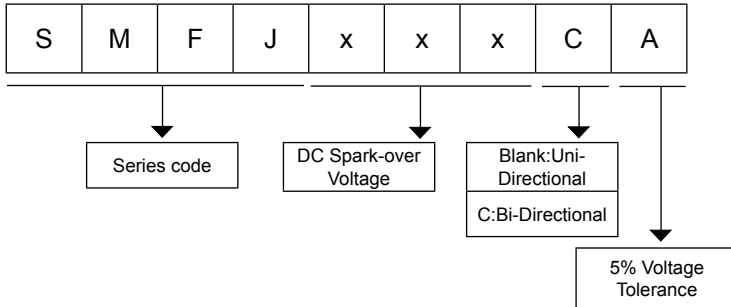 S M F J x x x C A
Series code
DC Spark-over
Voltage
Blank:Uni-
Directional
C:Bi-Directional
5% Voltage
Tolerance